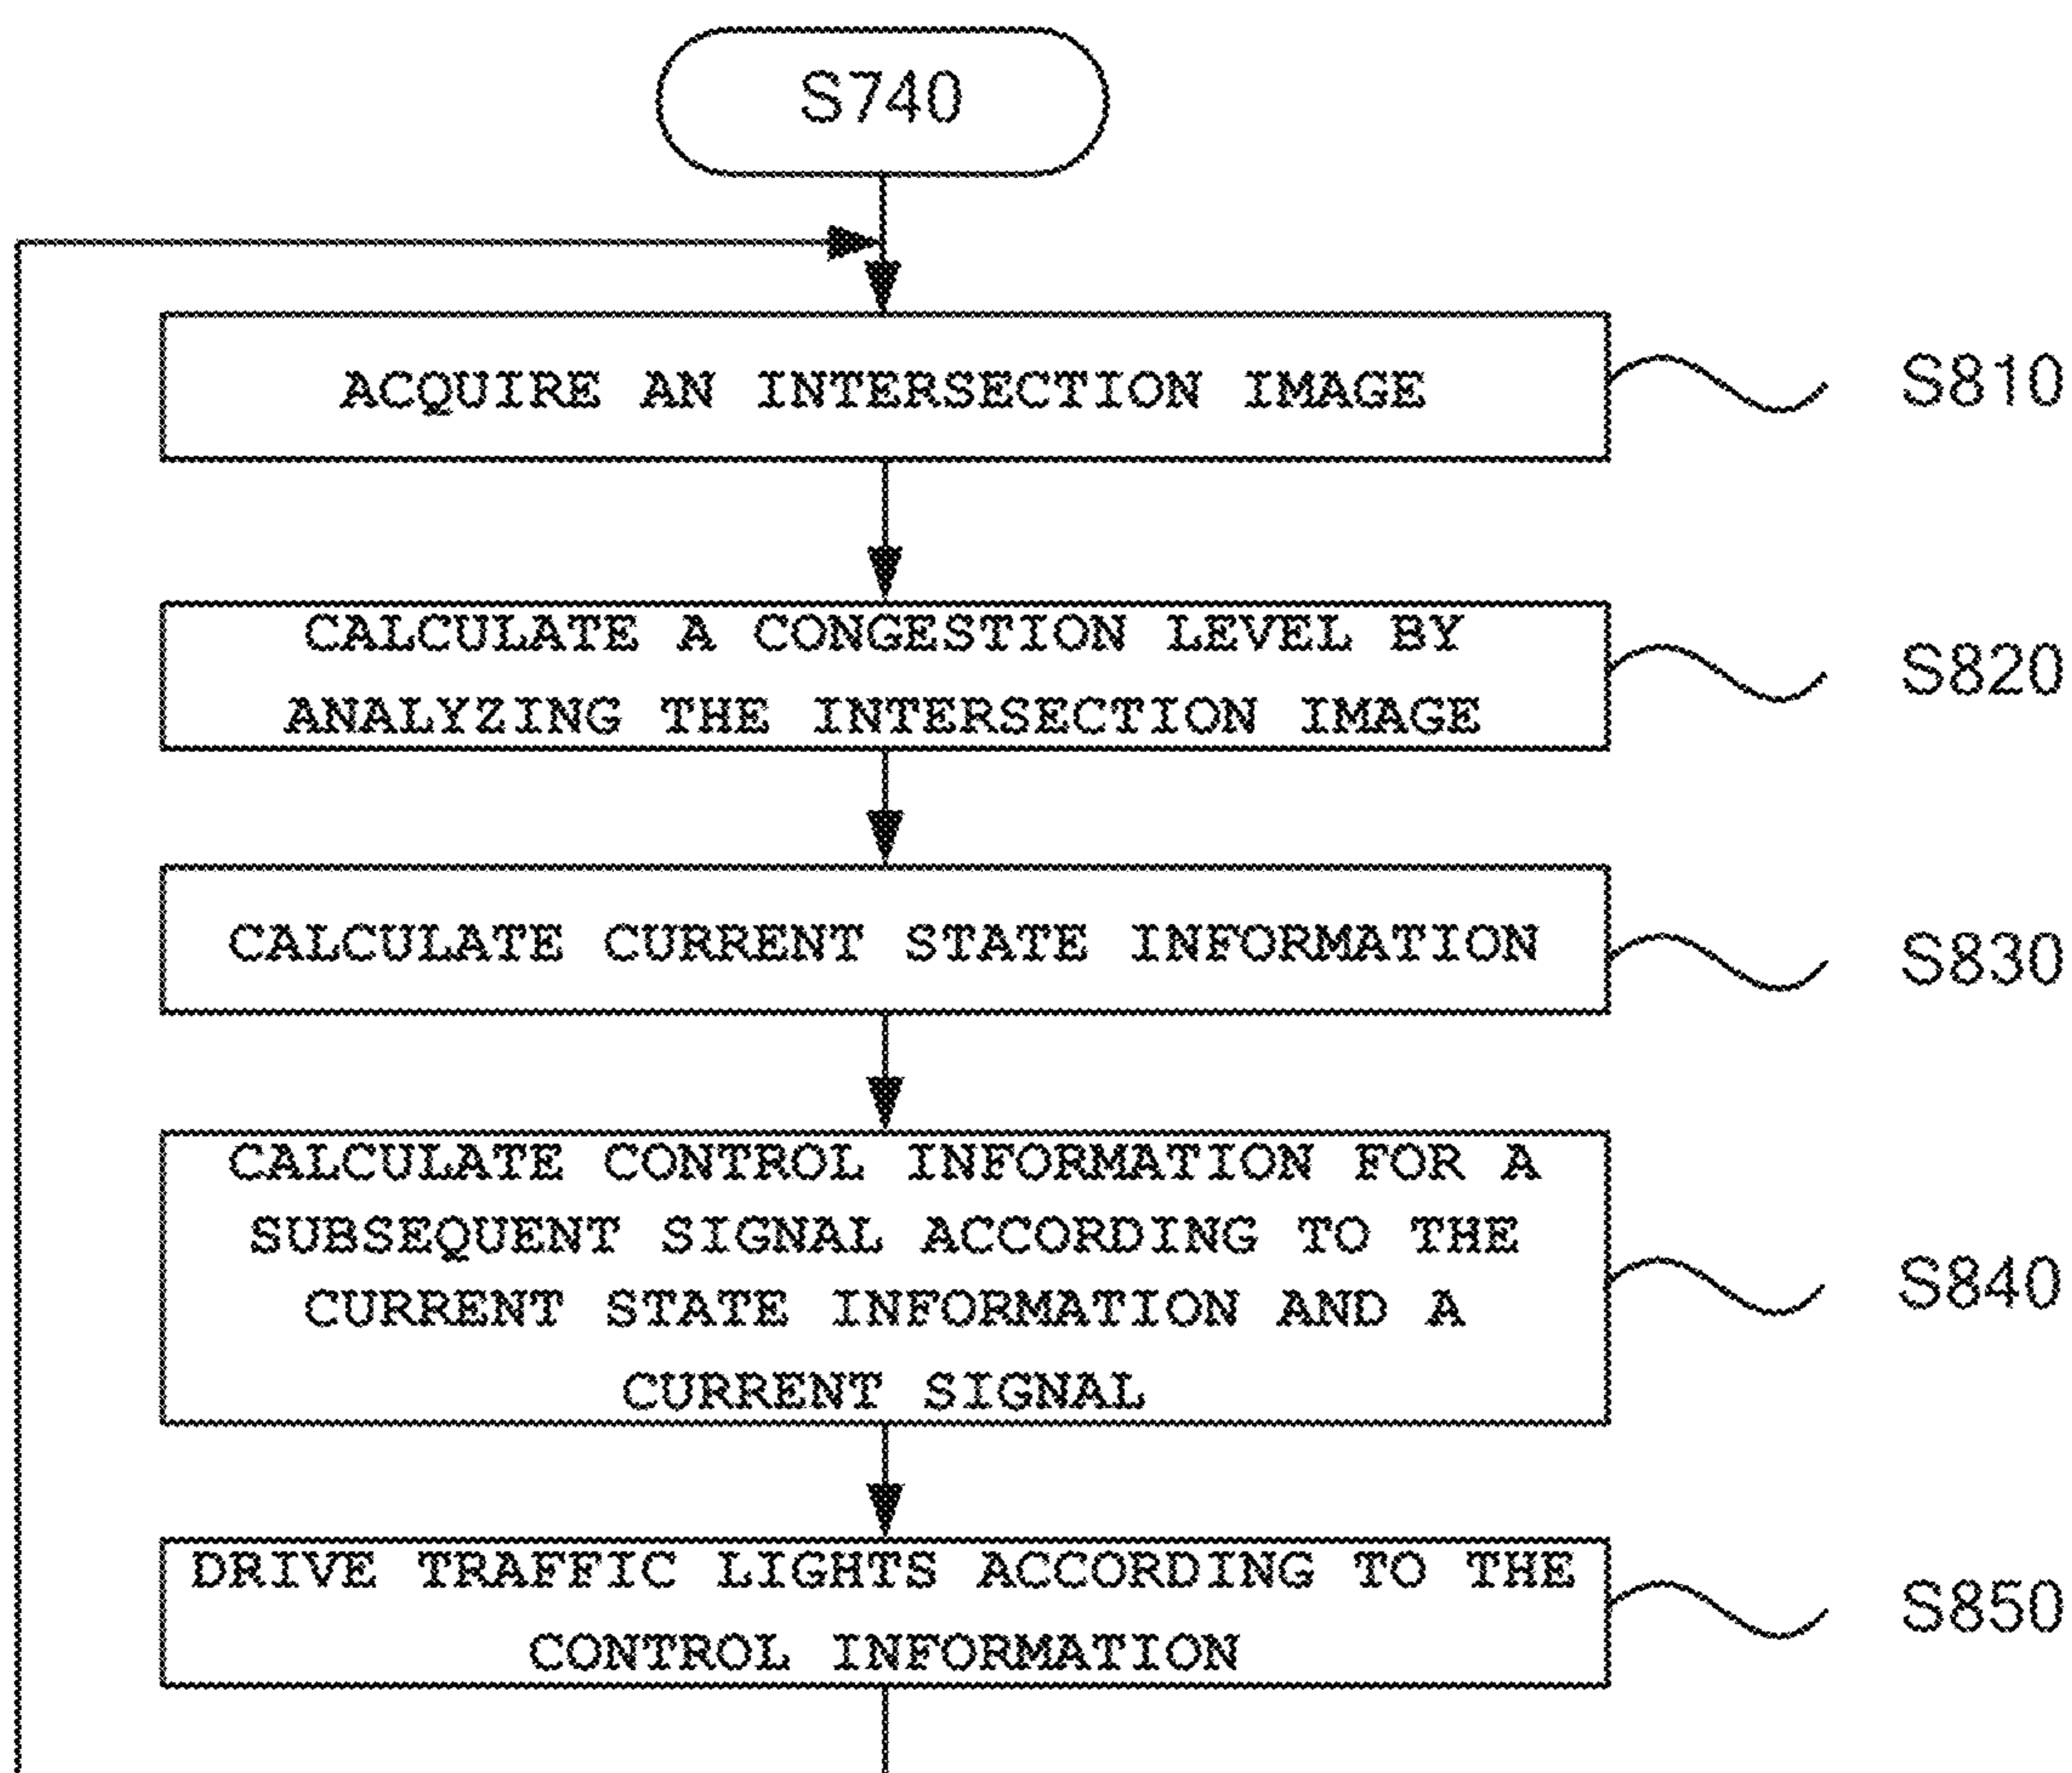 S740
ACQUIRE AN INTERSECTION IMAGE
S810
CALCULATE A CONGESTION LEVEL BY
ANALYZING THE INTERSECTION IMAGE
S820
CALCULATE CURRENT STATE INFORMATION
S830
CALCULATE CONTROL INFORMATION FOR A
SUBSEQUENT SIGNAL ACCORDING TO THE
CURRENT STATE INFORMATION AND A
CURRENT SIGNAL
S840
DRIVE TRAFFIC LIGHTS ACCORDING TO THE
CONTROL INFORMATION
S850